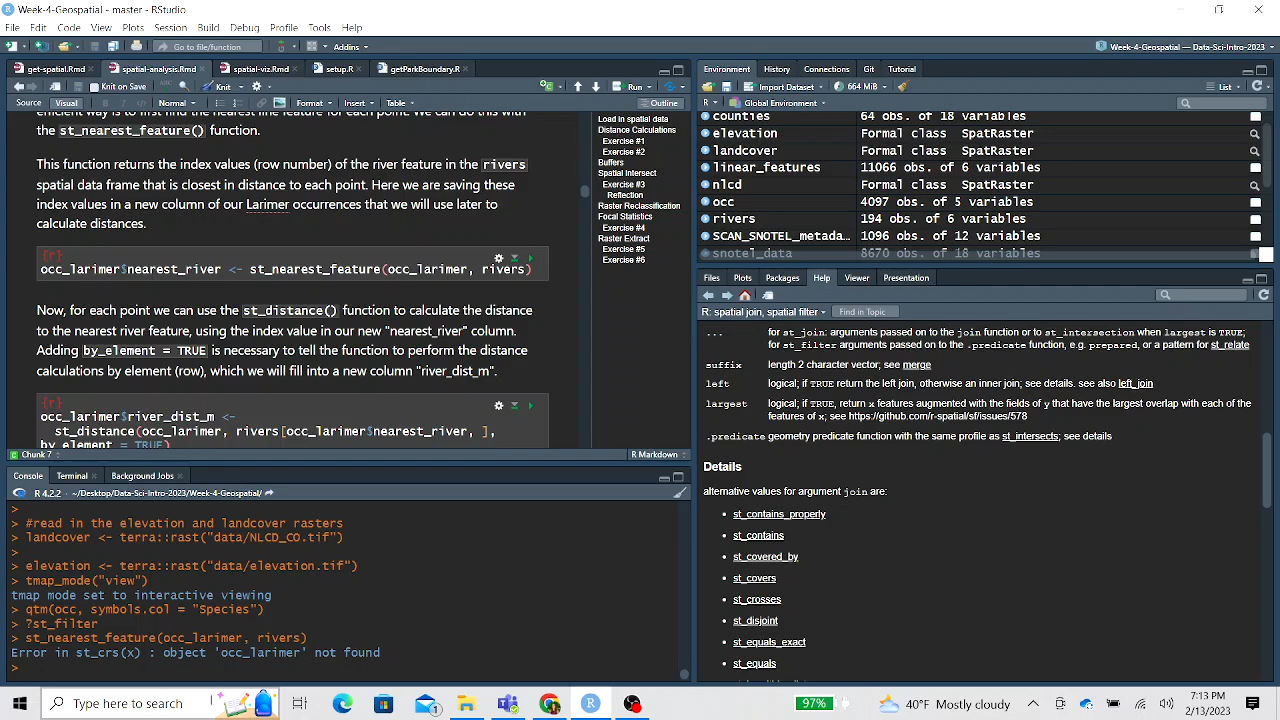 Week-4-Geospatial - RStudio
File Edit Code View Plots Session Build Debug Profile Tools Help
Go to file/function Addins Week-4-Geospatial — Data-Sci-Intro-2023
get-spatial.Rmd spatial-analysis.Rmd spatial-viz.Rmd setup.R getParkBoundary.R
Knit on Save Knit Run
Source Visual B I Normal Format Insert Table Outline
efficient way is to first find the nearest line feature for each point. We can do this with
the st_nearest_feature() function.
This function returns the index values (row number) of the river feature in the rivers
spatial data frame that is closest in distance to each point. Here we are saving these
index values in a new column of our Larimer occurrences that we will use later to
calculate distances.
{r}
occ_larimer$nearest_river <- st_nearest_feature(occ_larimer, rivers)
Now, for each point we can use the st_distance() function to calculate the distance
to the nearest river feature, using the index value in our new "nearest_river" column.
Adding by_element = TRUE is necessary to tell the function to perform the distance
calculations by element (row), which we will fill into a new column "river_dist_m".
{r}
occ_larimer$river_dist_m <-
st_distance(occ_larimer, rivers[occ_larimer$nearest_river, ],
by_element = TRUE)
Load in spatial data
Distance Calculations
Exercise #1
Exercise #2
Buffers
Spatial Intersect
Exercise #3
Reflection
Raster Reclassification
Focal Statistics
Exercise #4
Raster Extract
Exercise #5
Exercise #6
Chunk 7 R Markdown
Console Terminal Background Jobs
R 4.2.2 · ~/Desktop/Data-Sci-Intro-2023/Week-4-Geospatial/
>
> #read in the elevation and landcover rasters
> landcover <- terra::rast("data/NLCD_CO.tif")
>
> elevation <- terra::rast("data/elevation.tif")
> tmap_mode("view")
tmap mode set to interactive viewing
> qtm(occ, symbols.col = "Species")
> ?st_filter
> st_nearest_feature(occ_larimer, rivers)
Error in st_crs(x) : object 'occ_larimer' not found
>
Environment History Connections Git Tutorial
Import Dataset 664 MiB List
R Global Environment
counties 64 obs. of 18 variables
elevation Formal class SpatRaster
landcover Formal class SpatRaster
linear_features 11066 obs. of 6 variables
nlcd Formal class SpatRaster
occ 4097 obs. of 5 variables
rivers 194 obs. of 6 variables
SCAN_SNOTEL_metada… 1096 obs. of 12 variables
snotel_data 8670 obs. of 18 variables
Files Plots Packages Help Viewer Presentation
R: spatial join, spatial filter Find in Topic
... for st_join: arguments passed on to the join function or to st_intersection when largest is TRUE;
for st_filter arguments passed on to the .predicate function, e.g. prepared, or a pattern for st_relate
suffix length 2 character vector; see merge
left logical; if TRUE return the left join, otherwise an inner join; see details. see also left_join
largest logical; if TRUE, return x features augmented with the fields of y that have the largest overlap with each of the
features of x; see https://github.com/r-spatial/sf/issues/578
.predicate geometry predicate function with the same profile as st_intersects; see details
Details
alternative values for argument join are:
• st_contains_properly
• st_contains
• st_covered_by
• st_covers
• st_crosses
• st_disjoint
• st_equals_exact
• st_equals
Type here to search 97% 40°F Mostly cloudy 7:13 PM
2/13/2023